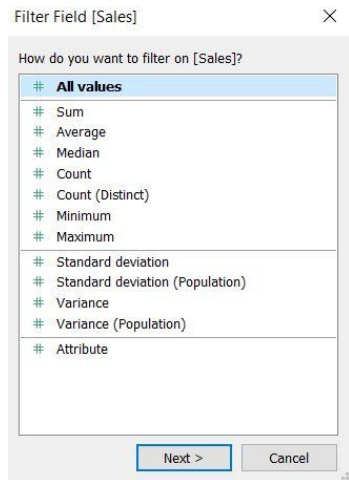 Filter Field [Sales]
How do you want to filter on [Sales]?
# All values
# Sum
# Average
# Median
# Count
# Count (Distinct)
# Minimum
# Maximum
# Standard deviation
# Standard deviation (Population)
# Variance
# Variance (Population)
# Attribute
Next > Cancel